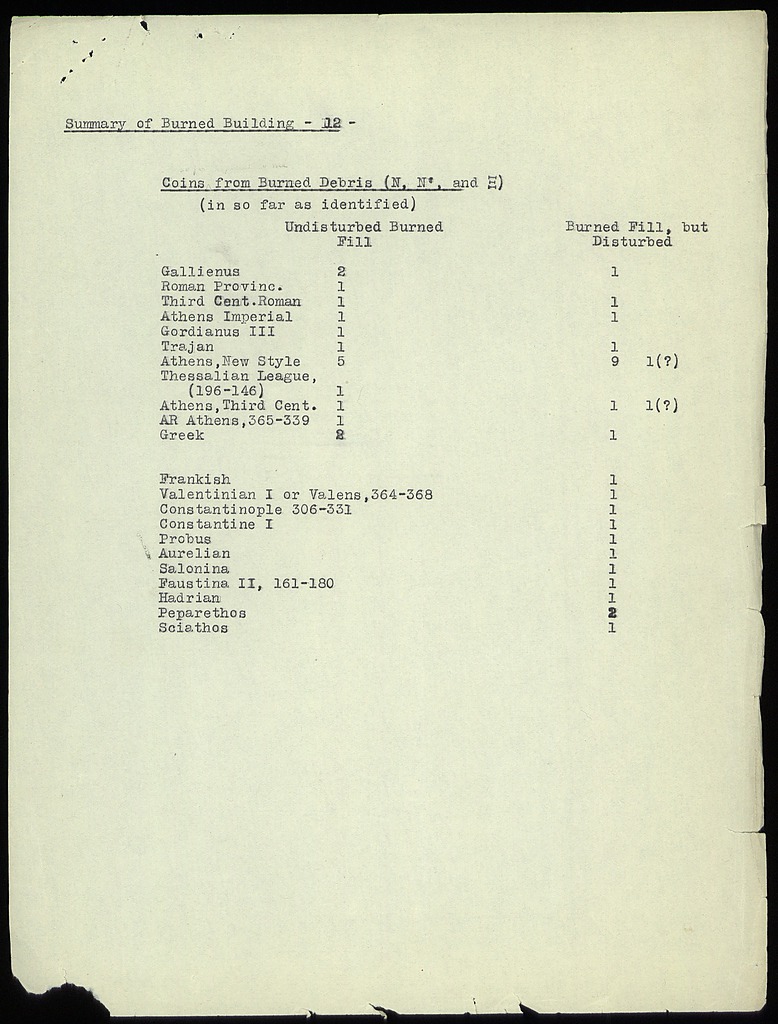 Summary of Burned Building - 12 -
Coins from Burned Debris (N, N', and Ξ)
(in so far as identified)
Undisturbed Burned Fill
Burned Fill, but Disturbed
Gallienus 2 1
Roman Provinc. 1
Third Cent.Roman 1 1
Athens Imperial 1 1
Gordianus III 1
Trajan 1 1
Athens,New Style 5 9 1(?)
Thessalian League,
(196-146) 1
Athens,Third Cent. 1 1 1(?)
AR Athens,365-339 1
Greek 2 1
Frankish 1
Valentinian I or Valens,364-368 1
Constantinople 306-331 1
Constantine I 1
Probus 1
Aurelian 1
Salonina 1
Faustina II, 161-180 1
Hadrian 1
Peparethos 2
Sciathos 1